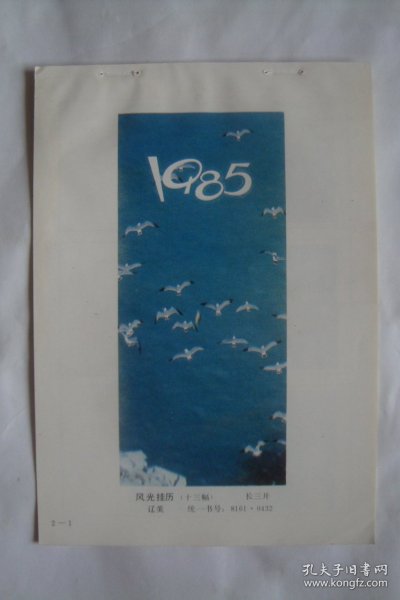 1985
风光挂历（十三幅） 长三开
辽美 统一书号：8161·0432
2—1
孔夫子旧书网
www.kongfz.com